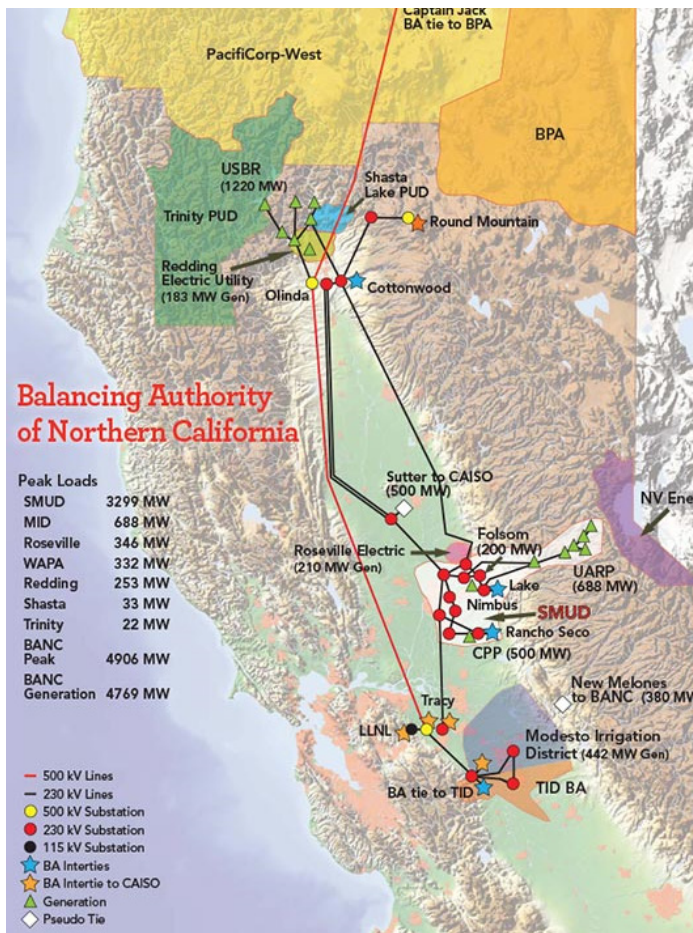 Captain Jack
BA tie to BPA
PacifiCorp-West
BPA
USBR
(1220 MW)
Shasta
Lake PUD
Trinity PUD
Round Mountain
Redding
Electric Utility
(183 MW Gen)
Olinda
Cottonwood
Balancing Authority
of Northern California
Peak Loads
SMUD 3299 MW
MID 688 MW
Roseville 346 MW
WAPA 332 MW
Redding 253 MW
Shasta 33 MW
Trinity 22 MW
BANC
Peak 4906 MW
BANC
Generation 4769 MW
Sutter to CAISO
(500 MW)
NV Ene
Roseville Electric
(210 MW Gen)
Folsom
(200 MW)
UARP
(688 MW)
Lake
Nimbus
SMUD
Rancho Seco
CPP (500 MW)
New Melones
to BANC (380 MW
Tracy
LLNL
Modesto Irrigation
District (442 MW Gen)
BA tie to TID
TID BA
500 kV Lines
230 kV Lines
500 kV Substation
230 kV Substation
115 kV Substation
BA Interties
BA Intertie to CAISO
Generation
Pseudo Tie